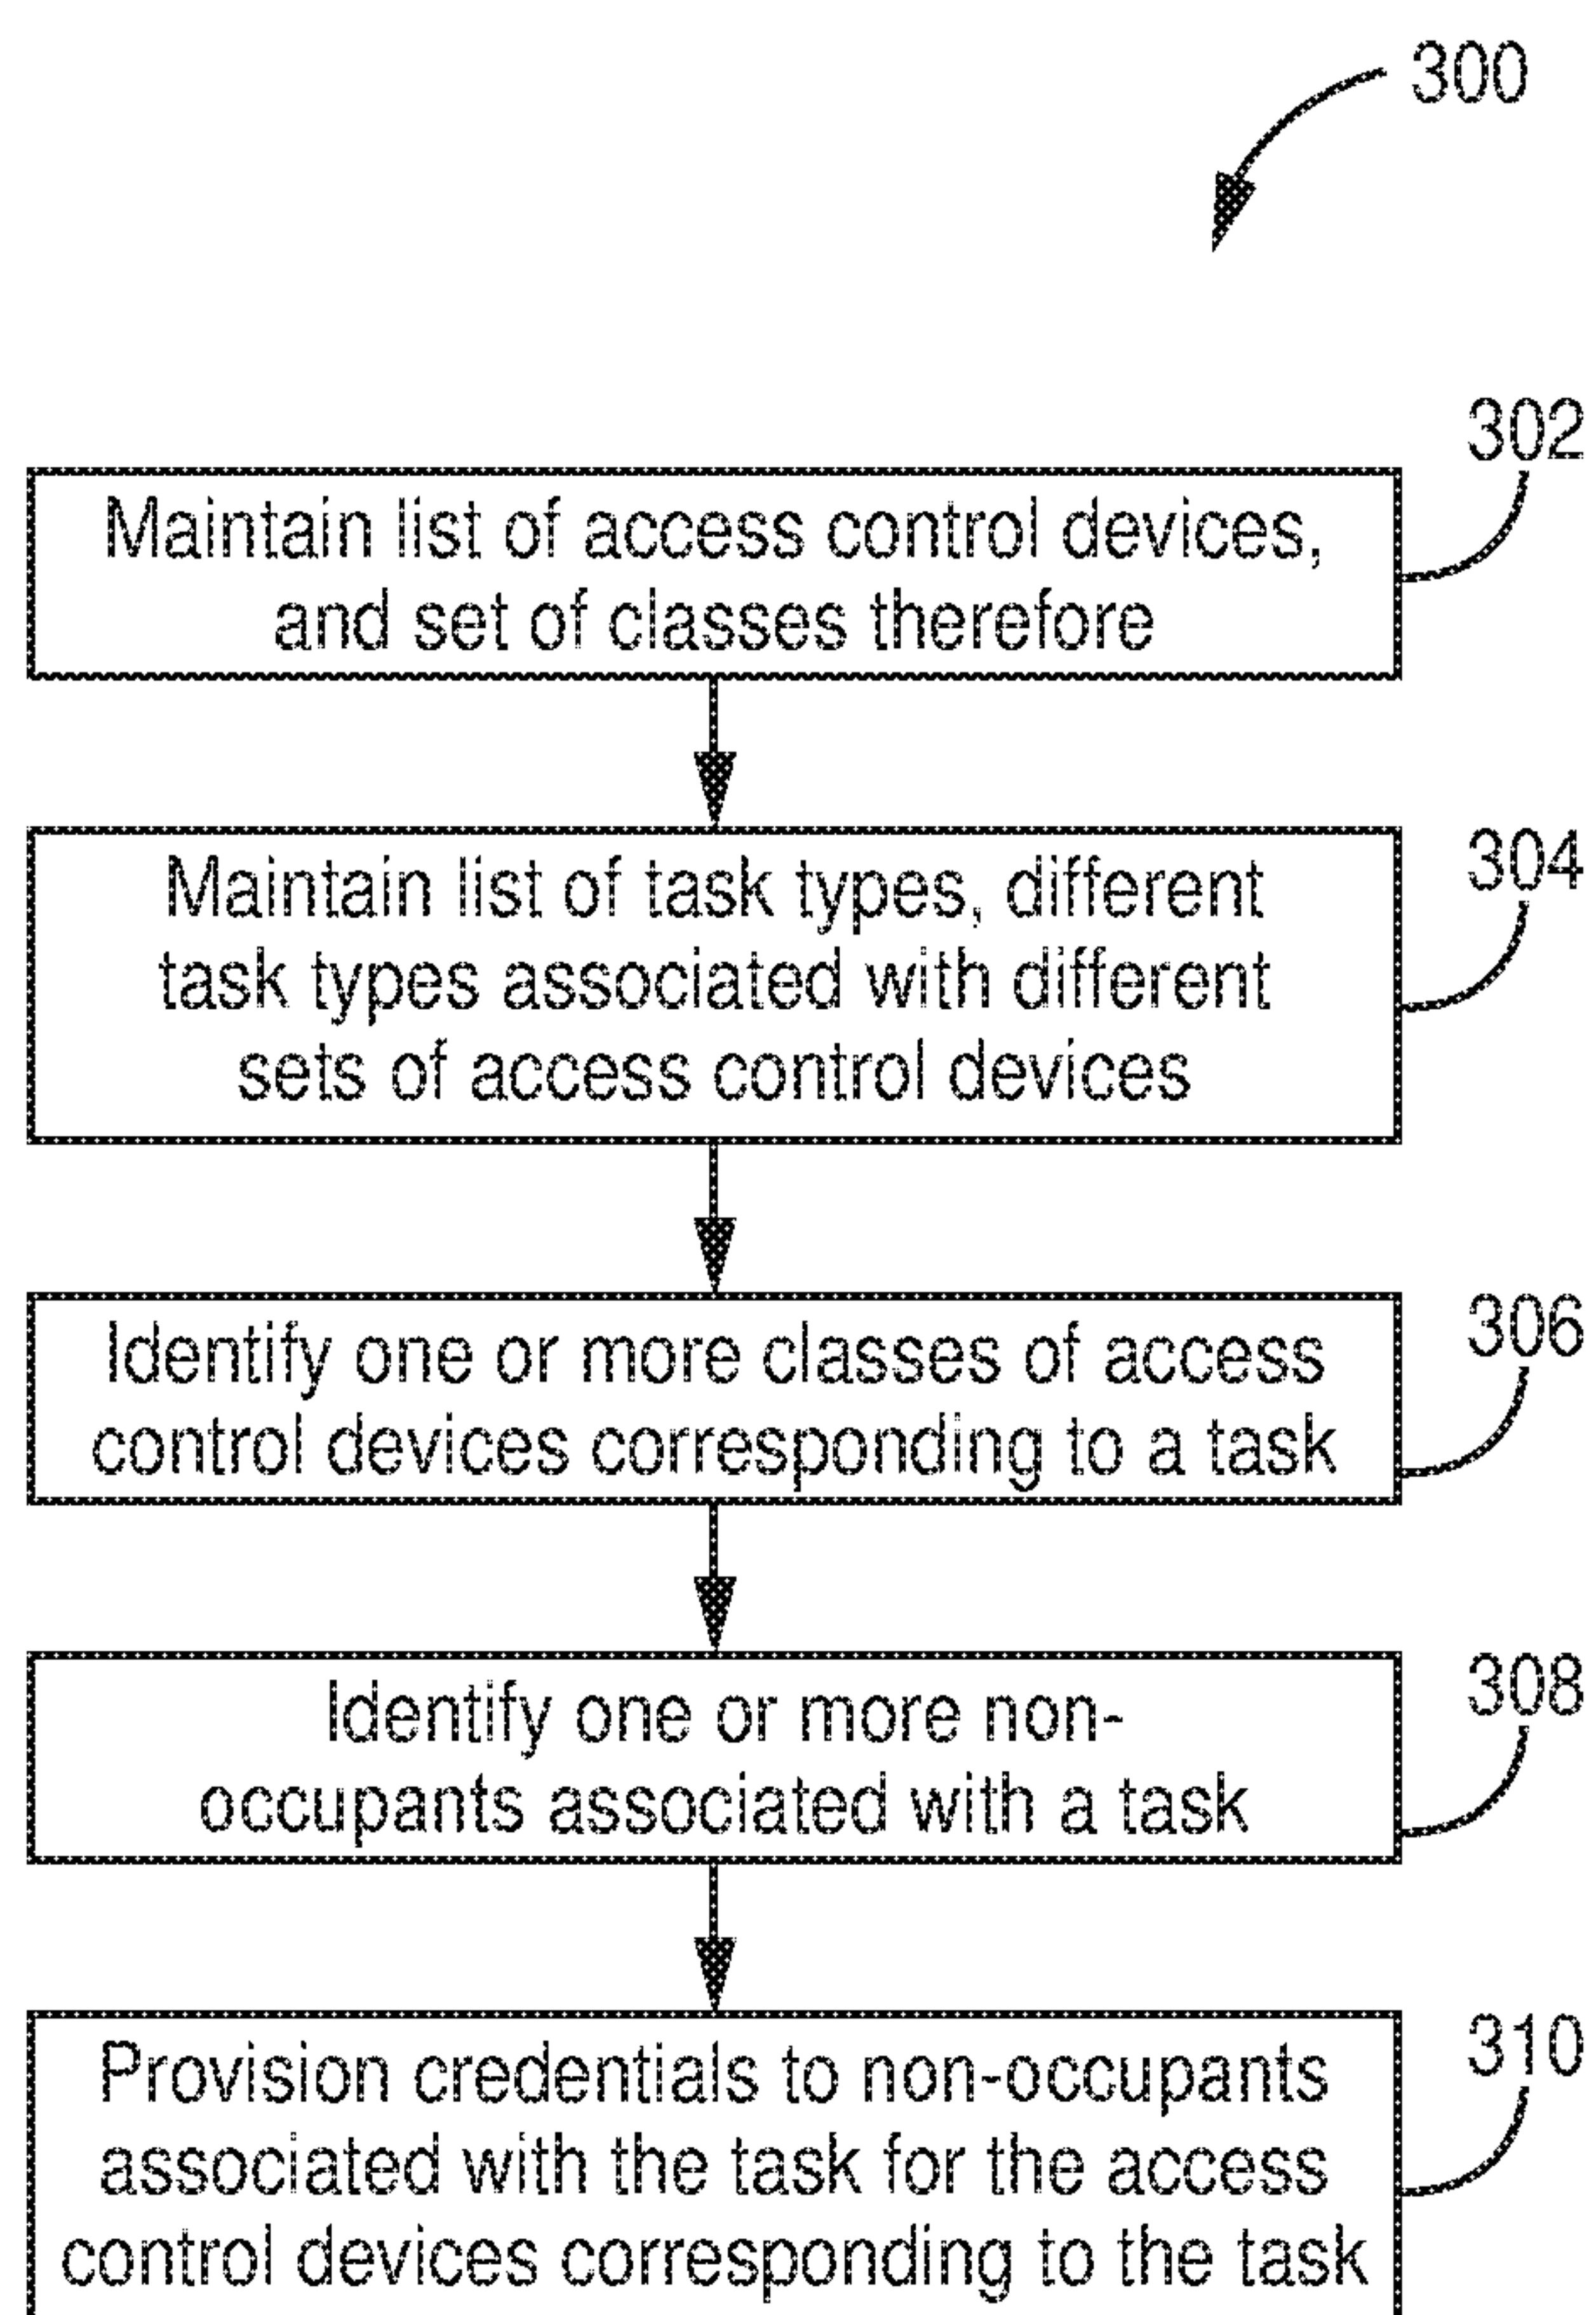 300
302
Maintain list of access control devices,
and set of classes therefore
304
Maintain list of task types, different
task types associated with different
sets of access control devices
306
Identify one or more classes of access
control devices corresponding to a task
308
Identify one or more non-
occupants associated with a task
310
Provision credentials to non-occupants
associated with the task for the access
control devices corresponding to the task